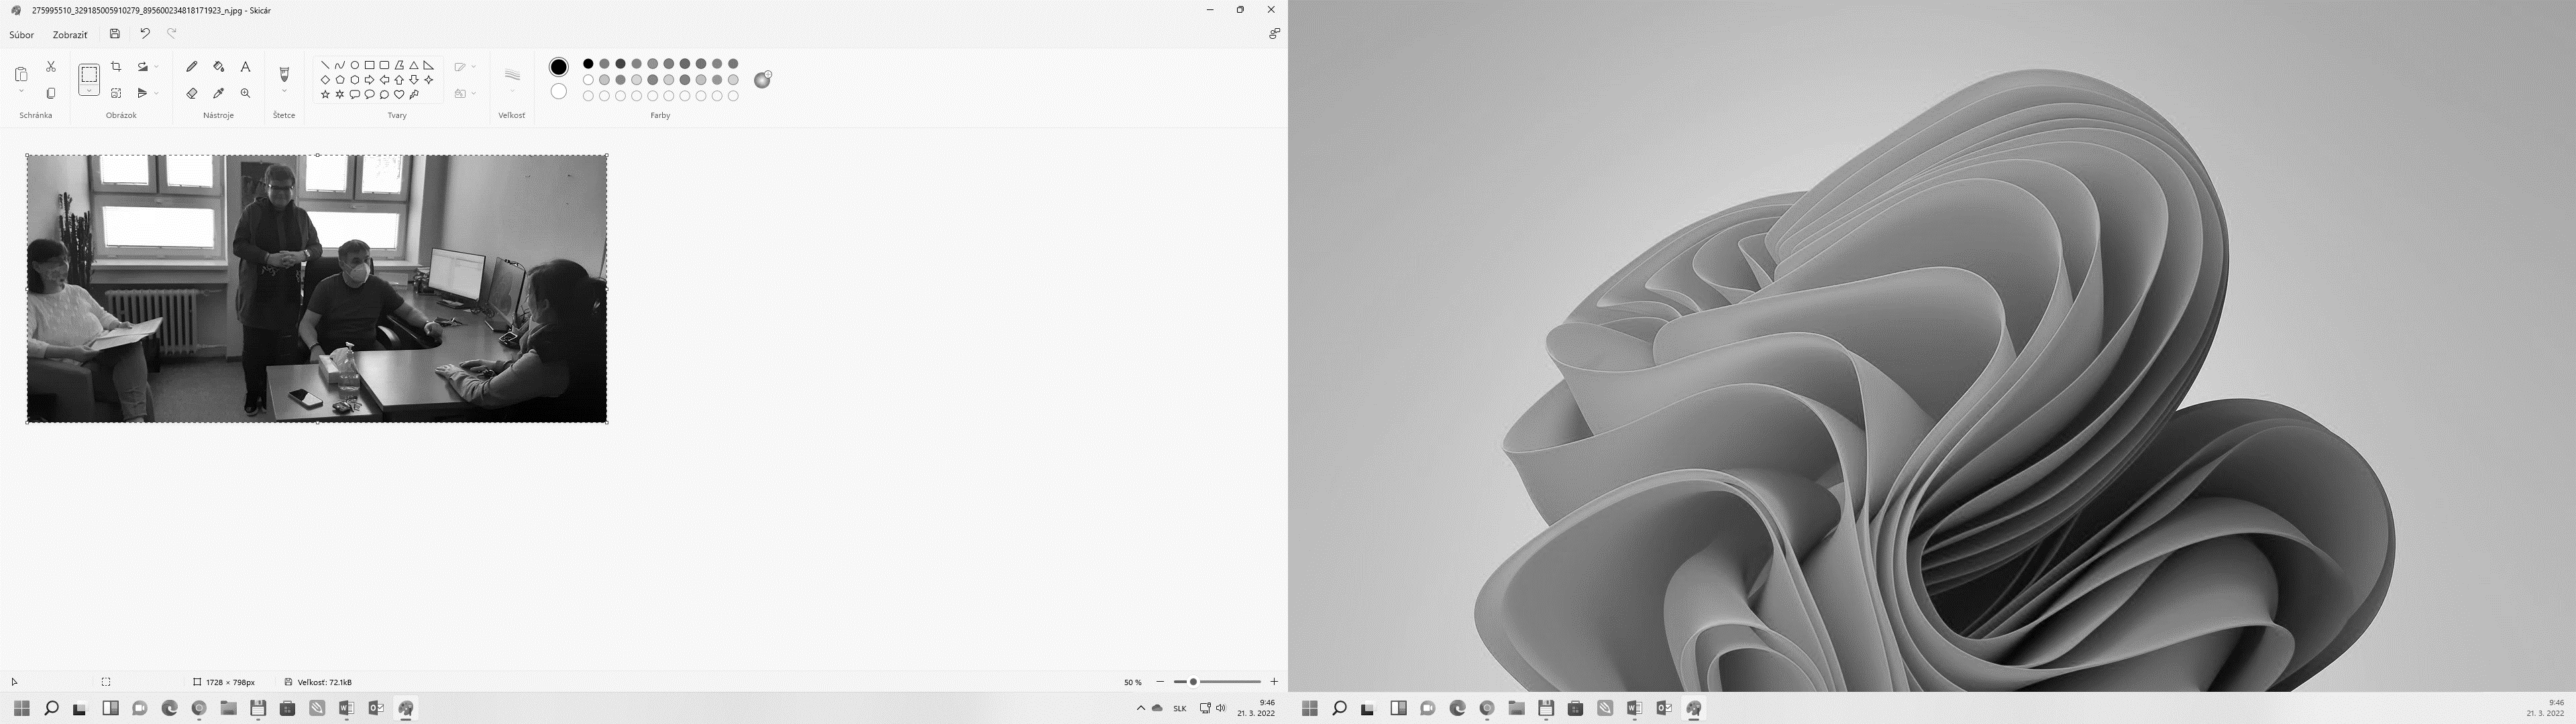 275995510_329185005910279_895600234818171923_n.jpg - Skicár
Súbor Zobraziť
Schránka Obrázok Nástroje Štetce Tvary Veľkosť Farby
1728 × 798px Veľkosť: 72.1kB 50 %
SLK 9:46
21. 3. 2022
9:46
21. 3. 2022